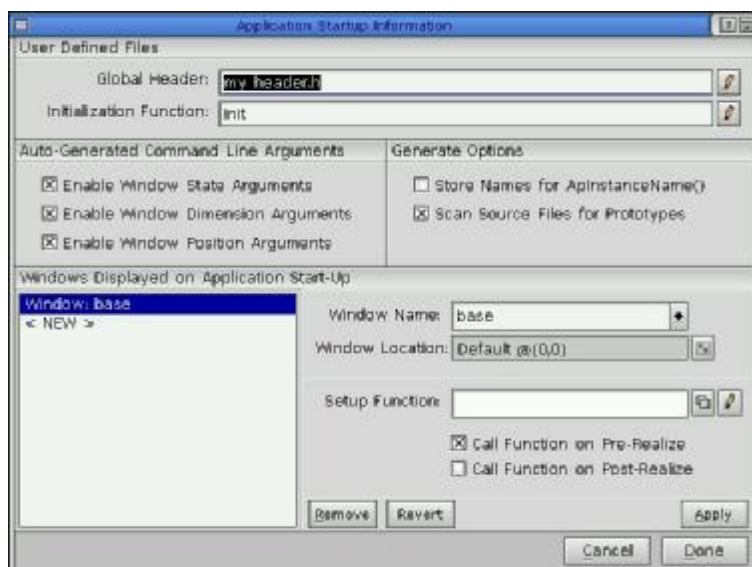 Application Startup Information
User Defined Files
Global Header: my header.h
Initialization Function: init
Auto-Generated Command Line Arguments
Enable Window State Arguments
Enable Window Dimension Arguments
Enable Window Position Arguments
Generate Options
Store Names for ApInstanceName()
Scan Source Files for Prototypes
Windows Displayed on Application Start-Up
Window: base
< NEW >
Window Name: base
Window Location: Default @(0,0)
Setup Function:
Call Function on Pre-Realize
Call Function on Post-Realize
Remove Revert Apply
Cancel Done